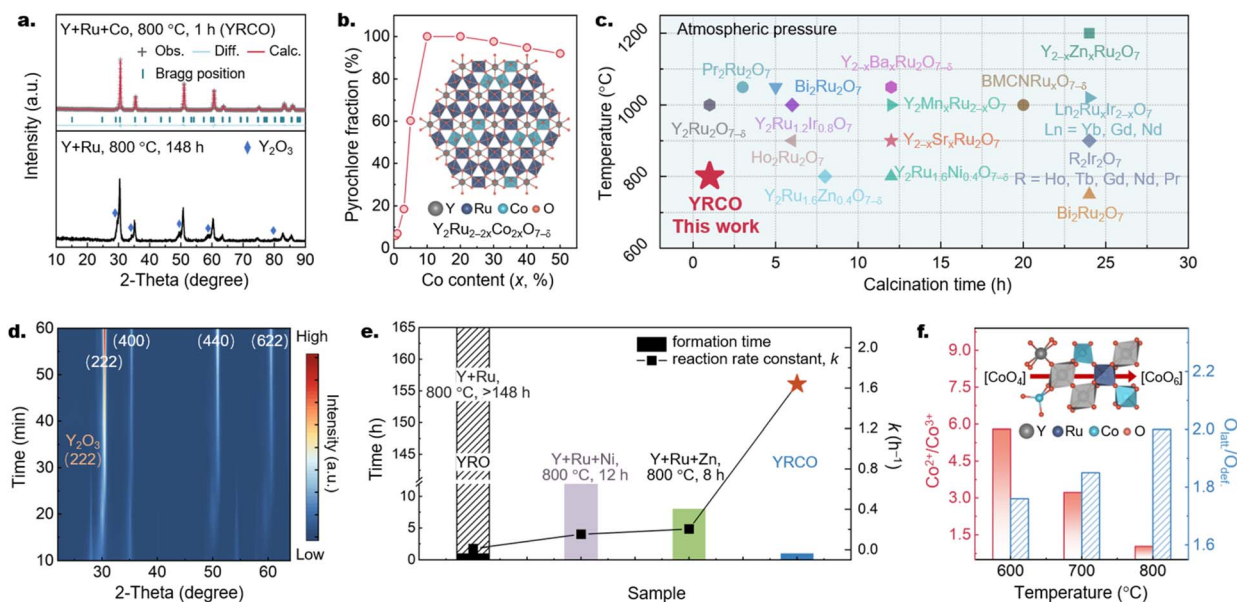 a.
Y+Ru+Co, 800 °C, 1 h (YRCO)
Obs. Diff. Calc.
Bragg position
Y+Ru, 800 °C, 148 h
Y₂O₃
Intensity (a.u.)
10 20 30 40 50 60 70 80 90
2-Theta (degree)
b.
100
80
60
40
20
0
Pyrochlore fraction (%)
Y Ru Co O
Y₂Ru₂₋₂ₓCo₂ₓO₇₋δ
0 10 20 30 40 50
Co content (x, %)
c.
Atmospheric pressure
1200
1000
800
600
Temperature (°C)
Y₂₋ₓZnₓRu₂O₇
Pr₂Ru₂O₇
Y₂₋ₓBaₓRu₂O₇₋δ
Bi₂Ru₂O₇
BMCNRuₓO₇₋δ
Y₂MnₓRu₂₋ₓO₇
Ln₂RuₓIr₂₋ₓO₇
Ln = Yb, Gd, Nd
Y₂Ru₂O₇₋δ
Y₂Ru₁.₂Ir₀.₈O₇
Y₂₋ₓSrₓRu₂O₇
Ho₂Ru₂O₇
R₂Ir₂O₇
R = Ho, Tb, Gd, Nd, Pr
Y₂Ru₁.₆Ni₀.₄O₇₋δ
Y₂Ru₁.₆Zn₀.₄O₇₋δ
YRCO
This work
Bi₂Ru₂O₇
0 5 10 15 20 25 30
Calcination time (h)
d.
60
50
40
30
20
10
Time (min)
(222)
(400)
(440)
(622)
Y₂O₃
(222)
30 40 50 60
2-Theta (degree)
High
Intensity (a.u.)
Low
e.
165
160
155
150
145
10
5
0
Time (h)
formation time
reaction rate constant, k
Y+Ru,
800 °C, >148 h
YRO
Y+Ru+Ni,
800 °C, 12 h
Y+Ru+Zn,
800 °C, 8 h
YRCO
2.0
1.6
1.2
0.8
0.4
0.0
k (h⁻¹)
Sample
f.
9.0
7.5
6.0
4.5
3.0
1.5
Co²⁺/Co³⁺
[CoO₄]
[CoO₆]
Y Ru Co O
2.2
2.0
1.8
1.6
Oₗₐₜₜ/O_def.
600 700 800
Temperature (°C)